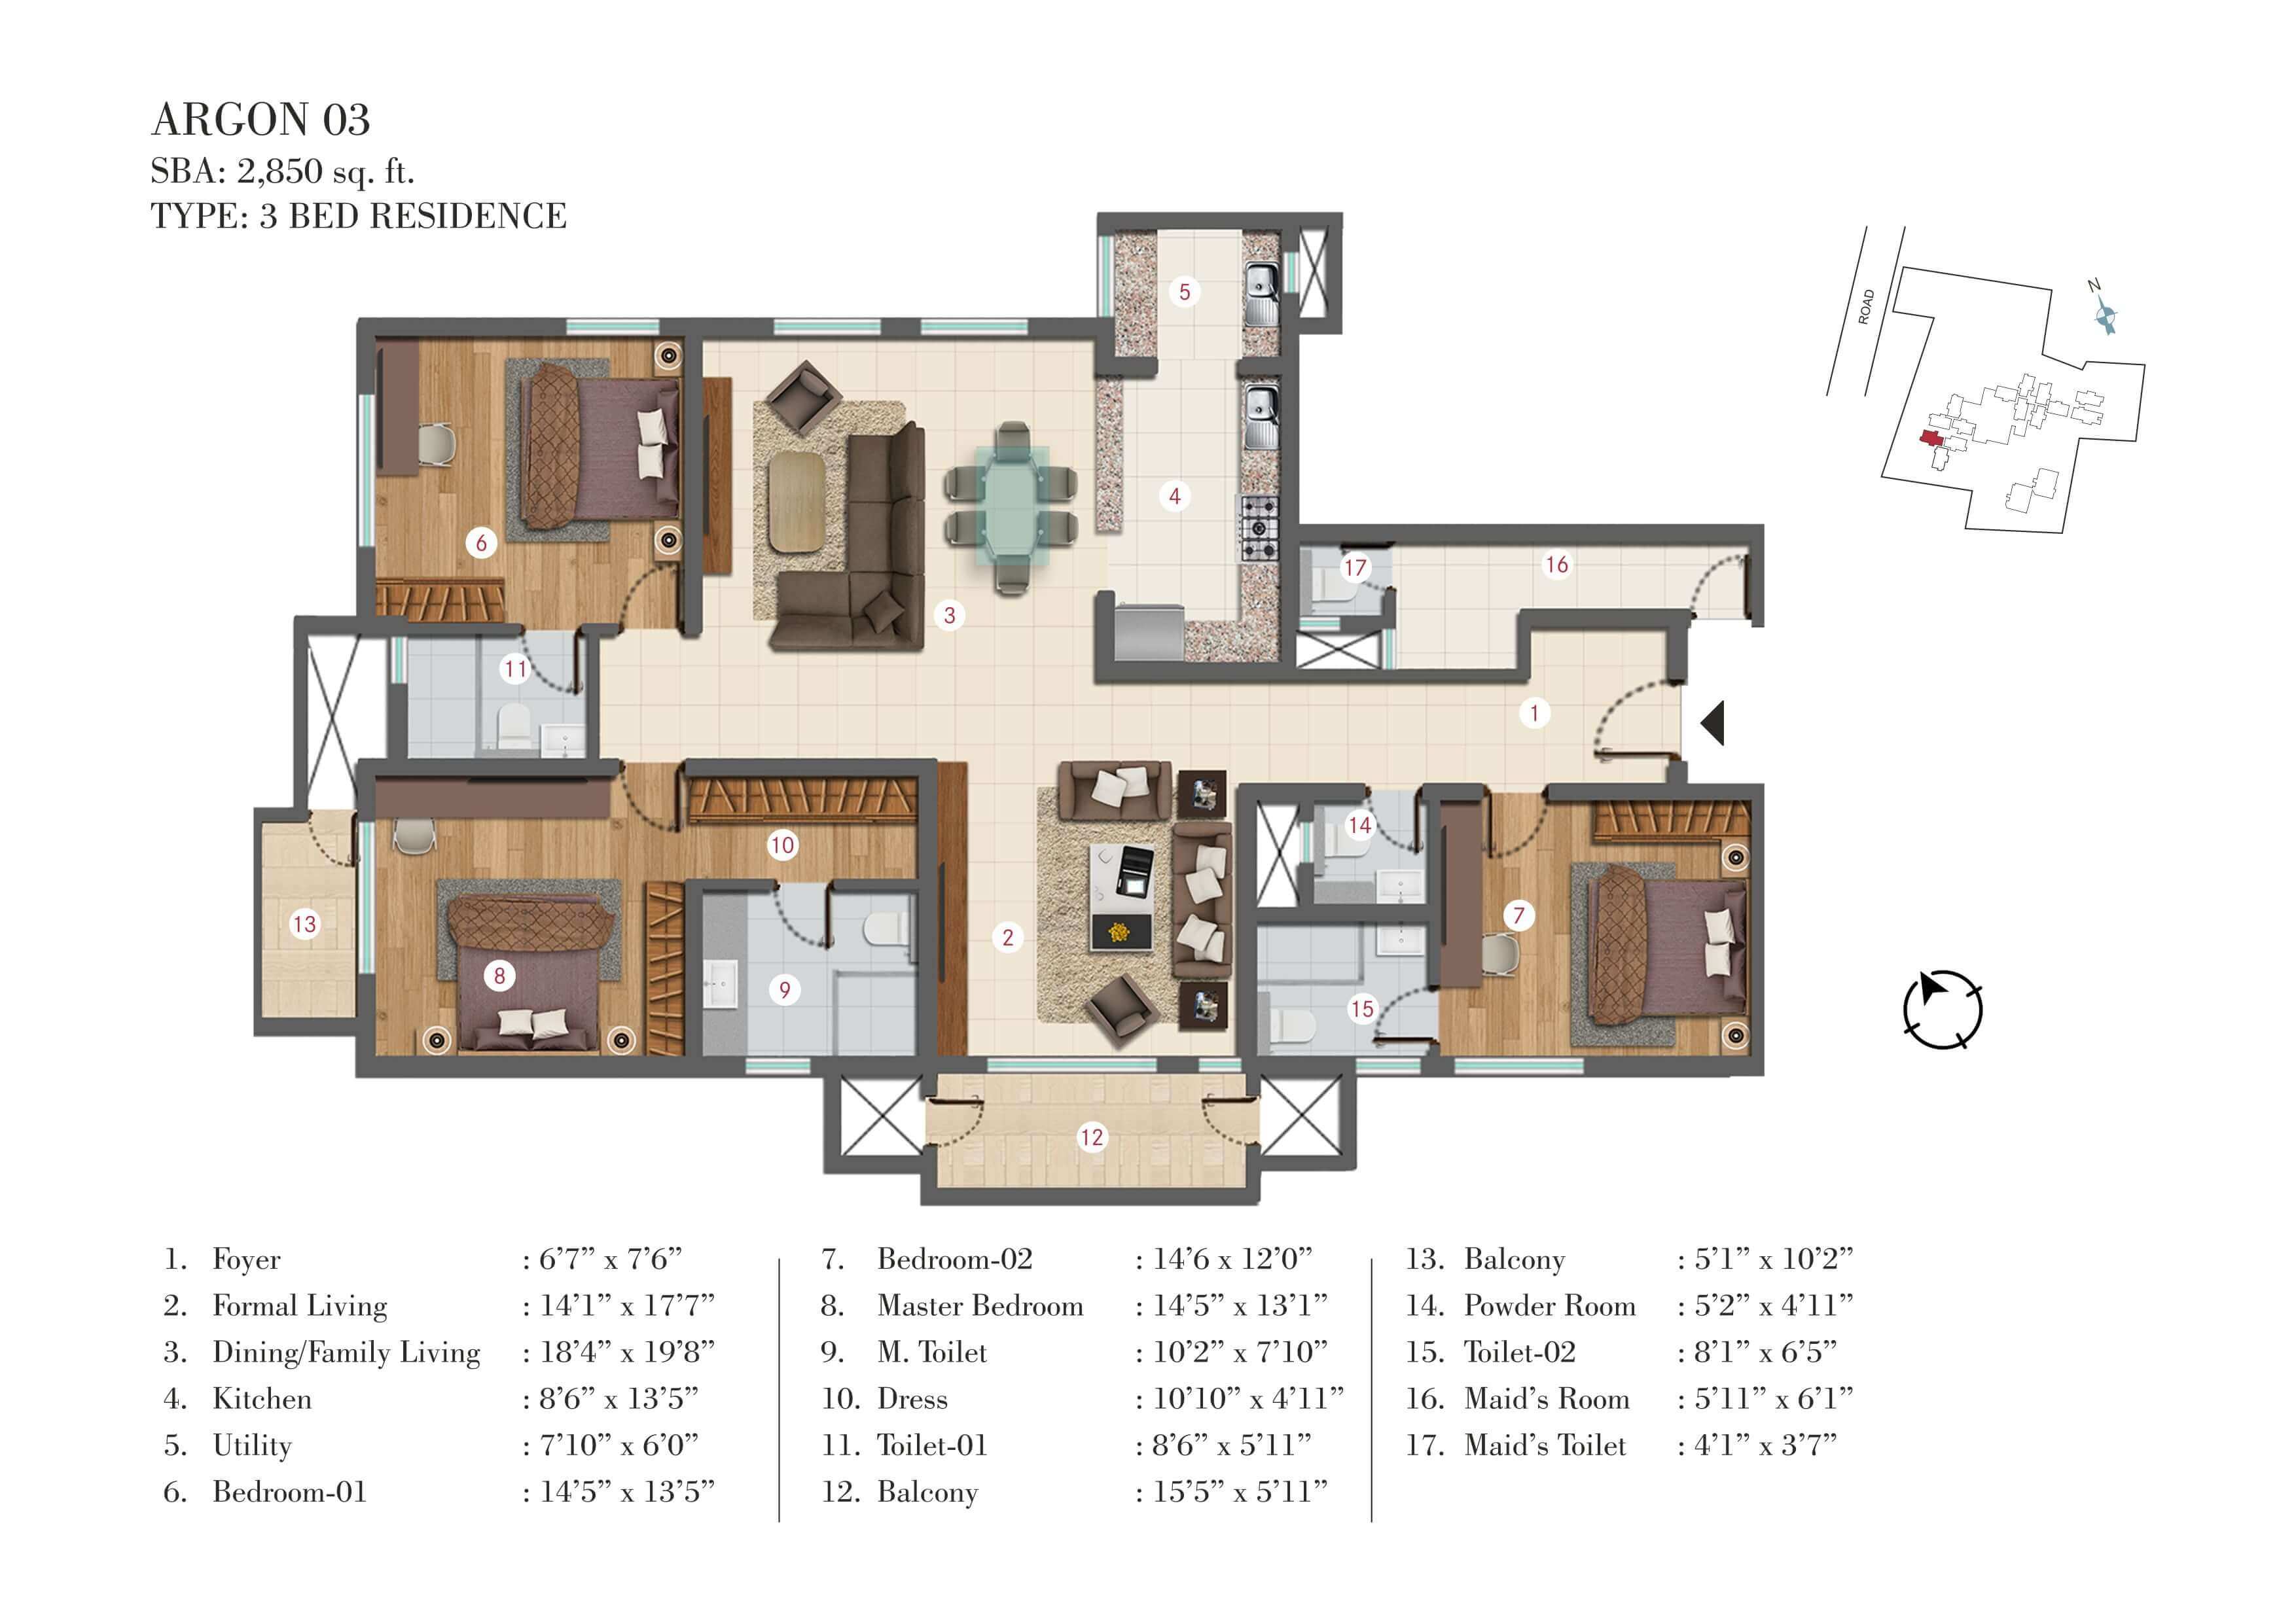 ARGON 03
SBA: 2,850 sq. ft.
TYPE: 3 BED RESIDENCE
ROAD
N
5
4
6
3
17
16
11
1
10
14
13
8
9
2
7
15
12
1. Foyer : 6’7” x 7’6”
2. Formal Living : 14’1” x 17’7”
3. Dining/Family Living : 18’4” x 19’8”
4. Kitchen : 8’6” x 13’5”
5. Utility : 7’10” x 6’0”
6. Bedroom-01 : 14’5” x 13’5”
7. Bedroom-02 : 14’6 x 12’0”
8. Master Bedroom : 14’5” x 13’1”
9. M. Toilet : 10’2” x 7’10”
10. Dress : 10’10” x 4’11”
11. Toilet-01 : 8’6” x 5’11”
12. Balcony : 15’5” x 5’11”
13. Balcony : 5’1” x 10’2”
14. Powder Room : 5’2” x 4’11”
15. Toilet-02 : 8’1” x 6’5”
16. Maid’s Room : 5’11” x 6’1”
17. Maid’s Toilet : 4’1” x 3’7”